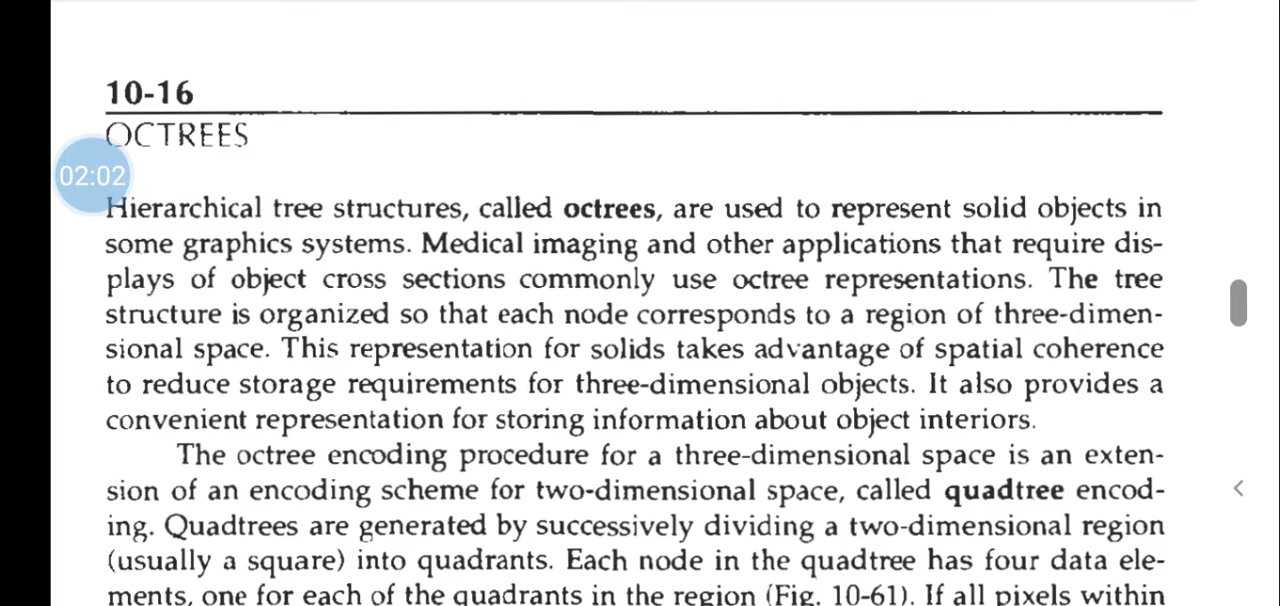 10-16
OCTREES
02:02
Hierarchical tree structures, called octrees, are used to represent solid objects in
some graphics systems. Medical imaging and other applications that require dis-
plays of object cross sections commonly use octree representations. The tree
structure is organized so that each node corresponds to a region of three-dimen-
sional space. This representation for solids takes advantage of spatial coherence
to reduce storage requirements for three-dimensional objects. It also provides a
convenient representation for storing information about object interiors.
The octree encoding procedure for a three-dimensional space is an exten-
sion of an encoding scheme for two-dimensional space, called quadtree encod-
ing. Quadtrees are generated by successively dividing a two-dimensional region
(usually a square) into quadrants. Each node in the quadtree has four data ele-
ments, one for each of the quadrants in the region (Fig. 10-61). If all pixels within